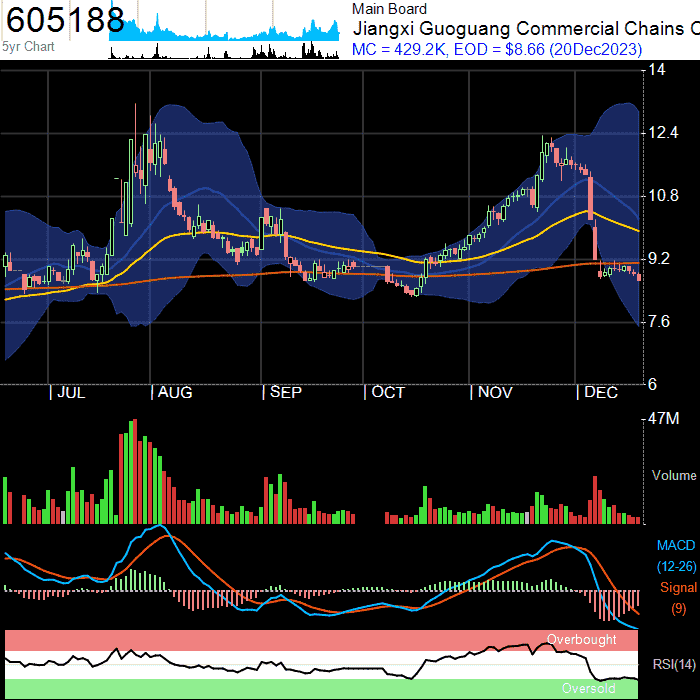 605188
5yr Chart
Main Board
Jiangxi Guoguang Commercial Chains C
MC = 429.2K, EOD = $8.66 (20Dec2023)
14
12.4
10.8
9.2
7.6
6
| JUL | AUG | SEP | OCT | NOV | DEC
47M
Volume
MACD
(12-26)
Signal
(9)
Overbought
RSI(14)
Oversold